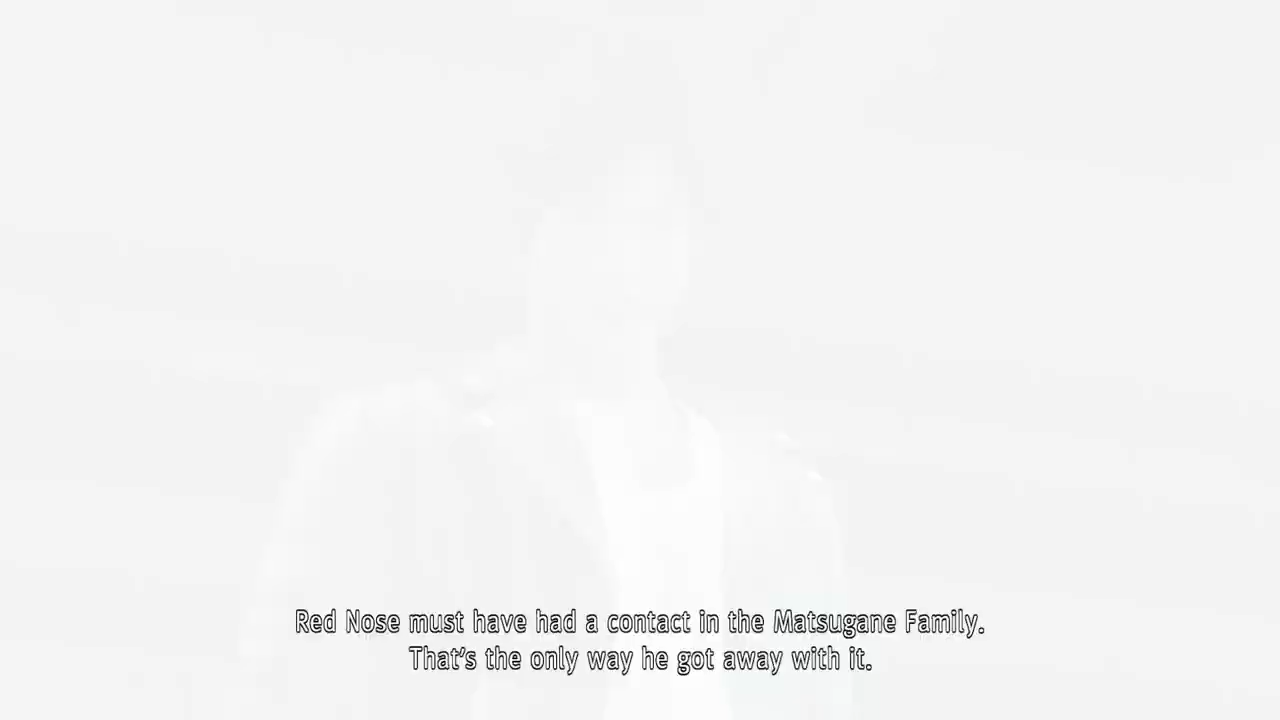 Red Nose must have had a contact in the Matsugane Family.
That's the only way he got away with it.